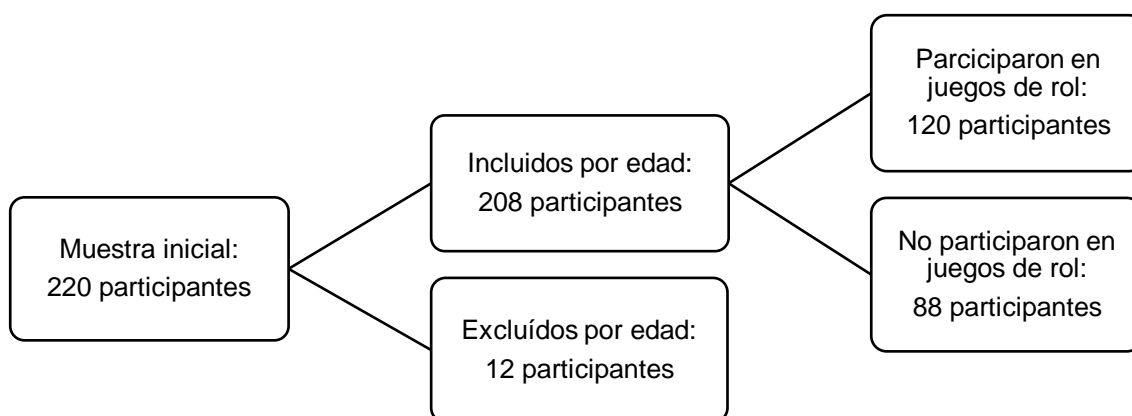 Muestra inicial:
220 participantes
Incluidos por edad:
208 participantes
Excluídos por edad:
12 participantes
Parciciparon en
juegos de rol:
120 participantes
No participaron en
juegos de rol:
88 participantes